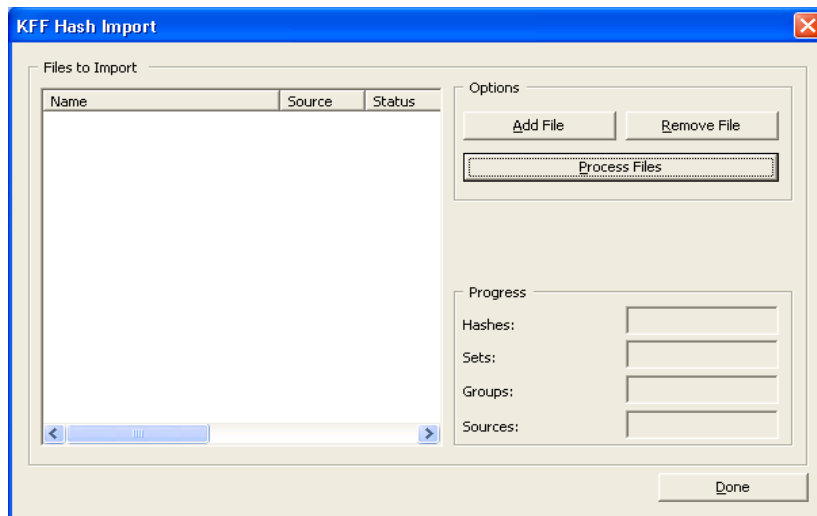 KFF Hash Import
Files to Import
Name Source Status
Options
Add File Remove File
Process Files
Progress
Hashes:
Sets:
Groups:
Sources:
Done